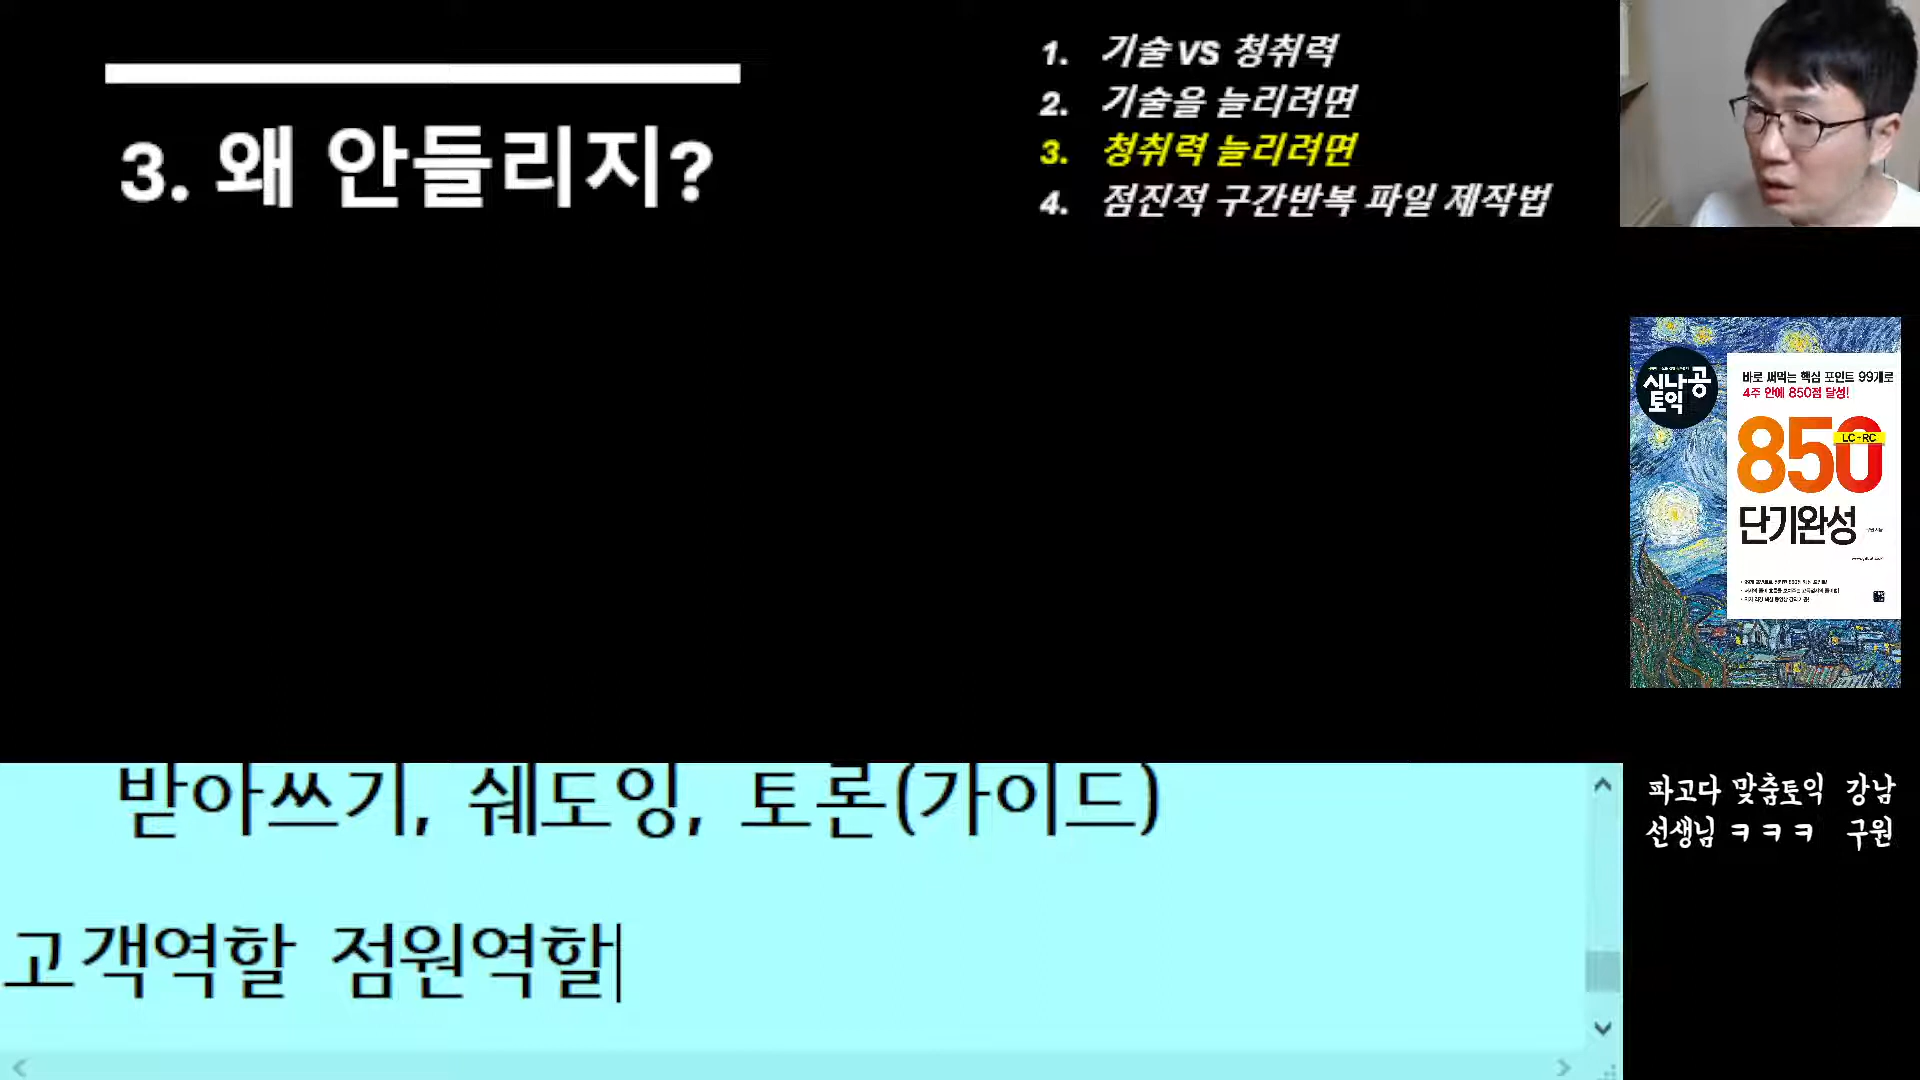 3. 왜 안들리지?
1. 기술 VS 청취력
2. 기술을 늘리려면
3. 청취력 늘리려면
4. 점진적 구간반복 파일 제작법
시나공
토익
바로 써먹는 핵심 포인트 99개로
4주 안에 850점 달성!
850
LC+RC
단기완성
받아쓰기, 쉐도잉, 토론(가이드)
고객역할 점원역할
파고다 맞춤토익 강남
선생님 ㅋㅋㅋ 구원